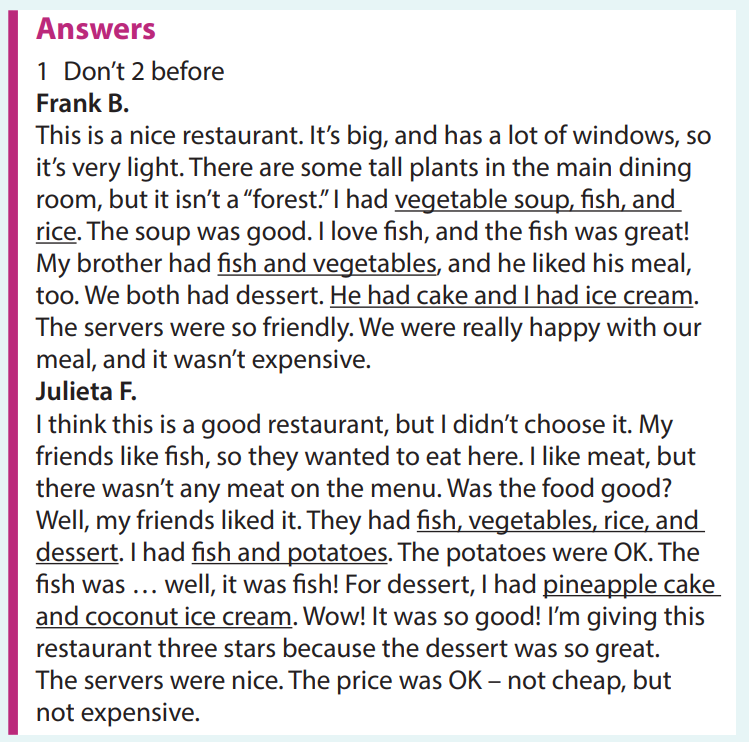 Answers
1 Don't 2 before
Frank B.
This is a nice restaurant. It's big, and has a lot of windows, so
it's very light. There are some tall plants in the main dining
room, but it isn't a “forest.” I had vegetable soup, fish, and
rice. The soup was good. I love fish, and the fish was great!
My brother had fish and vegetables, and he liked his meal,
too. We both had dessert. He had cake and I had ice cream.
The servers were so friendly. We were really happy with our
meal, and it wasn't expensive.
Julieta F.
I think this is a good restaurant, but I didn't choose it. My
friends like fish, so they wanted to eat here. I like meat, but
there wasn't any meat on the menu. Was the food good?
Well, my friends liked it. They had fish, vegetables, rice, and
dessert. I had fish and potatoes. The potatoes were OK. The
fish was … well, it was fish! For dessert, I had pineapple cake
and coconut ice cream. Wow! It was so good! I'm giving this
restaurant three stars because the dessert was so great.
The servers were nice. The price was OK – not cheap, but
not expensive.